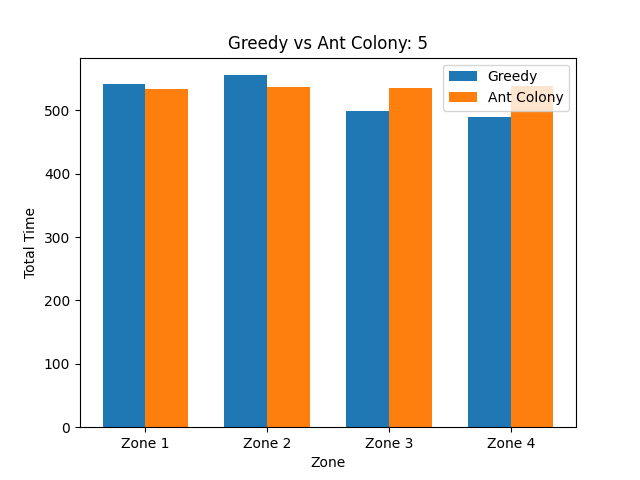 Greedy vs Ant Colony: 5
Greedy
Ant Colony
Total Time
500
400
300
200
100
0
Zone 1 Zone 2 Zone 3 Zone 4
Zone